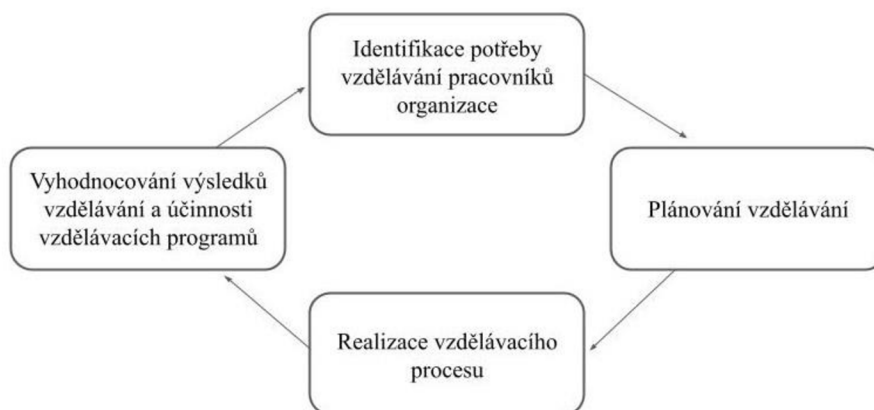 Identifikace potřeby
vzdělávání pracovníků
organizace
Vyhodnocování výsledků
vzdělávání a účinnosti
vzdělávacích programů
Plánování vzdělávání
Realizace vzdělávacího
procesu